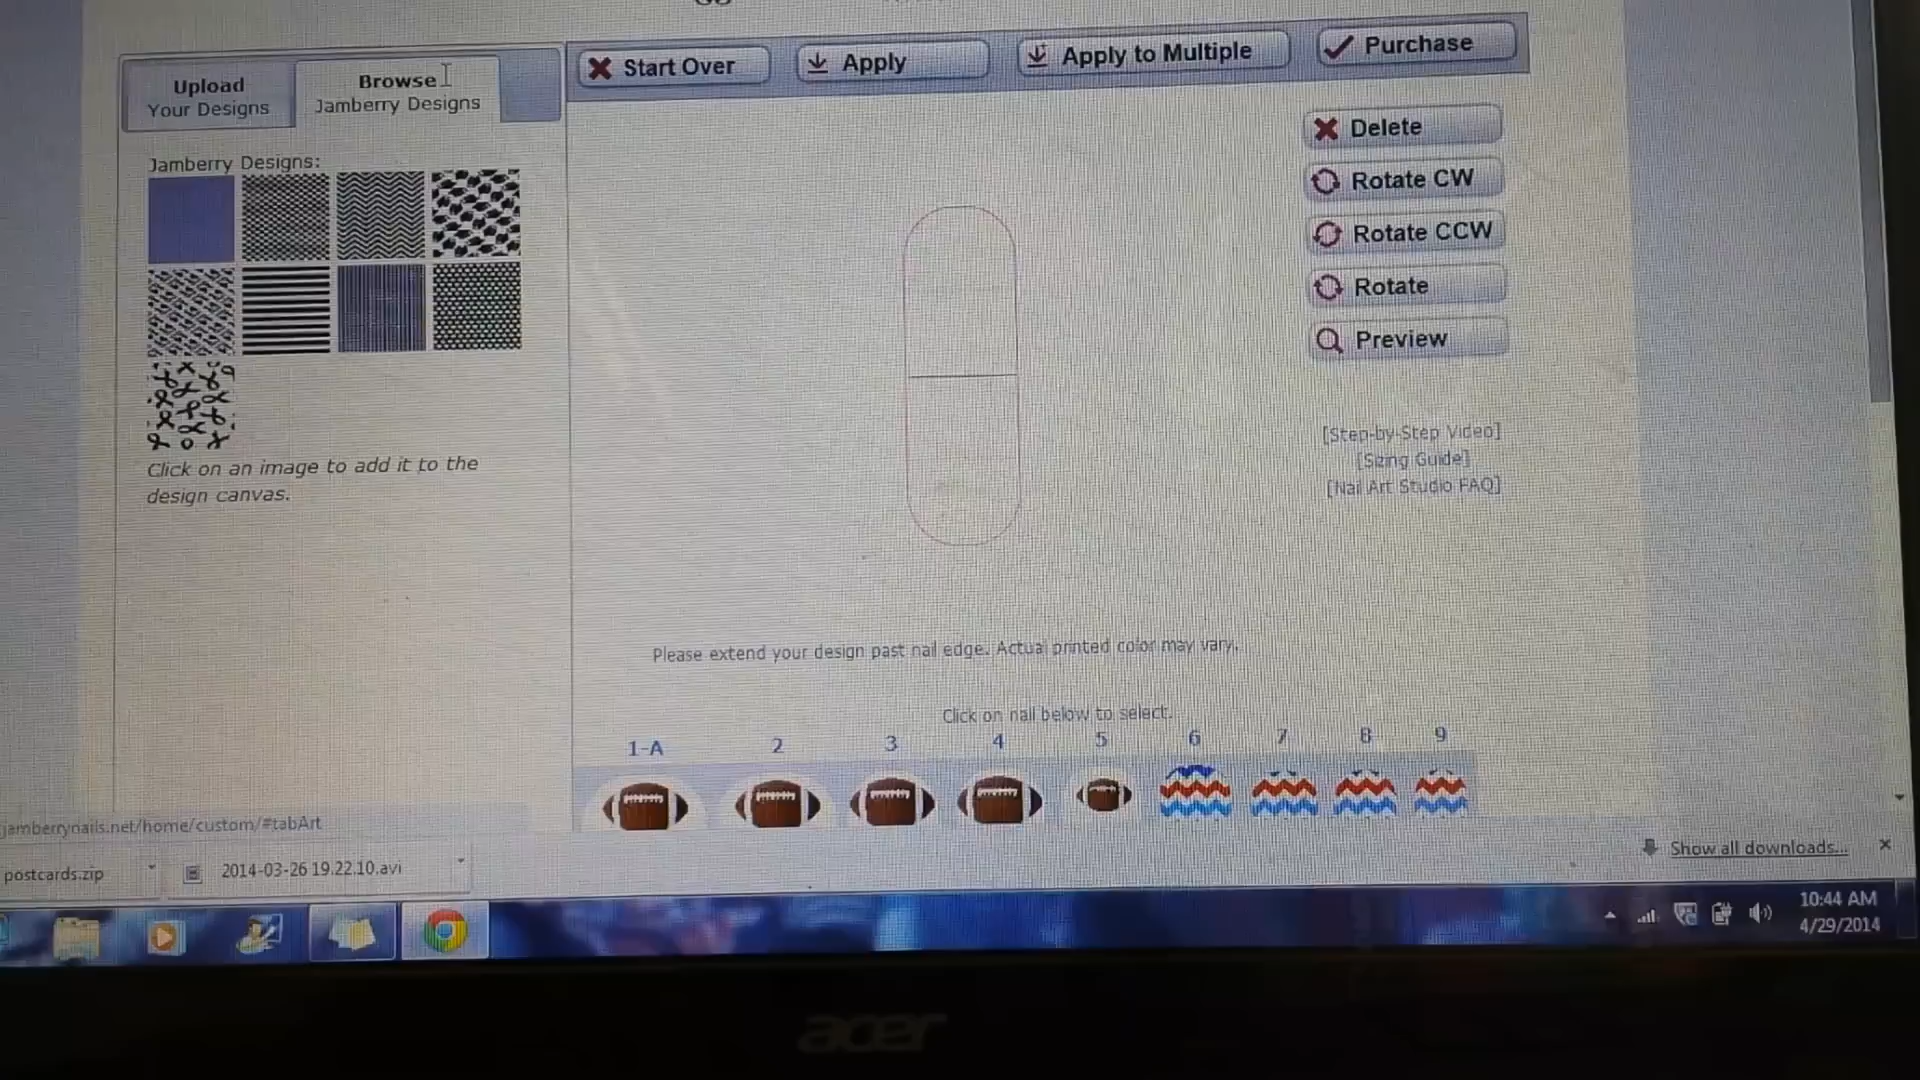 Upload
Your Designs
Browse
Jamberry Designs
Start Over
Apply
Apply to Multiple
Purchase
Jamberry Designs:
Click on an image to add it to the
design canvas.
Delete
Rotate CW
Rotate CCW
Rotate
Preview
[Step-by-Step Video]
[Sizing Guide]
[Nail Art Studio FAQ]
Please extend your design past nail edge. Actual printed color may vary.
Click on nail below to select.
1-A 2 3 4 5 6 7 8 9
jamberrynails.net/home/custom/#tabArt
postcards.zip
2014-03-26 19.22.10.avi
Show all downloads...
10:44 AM
4/29/2014
acer